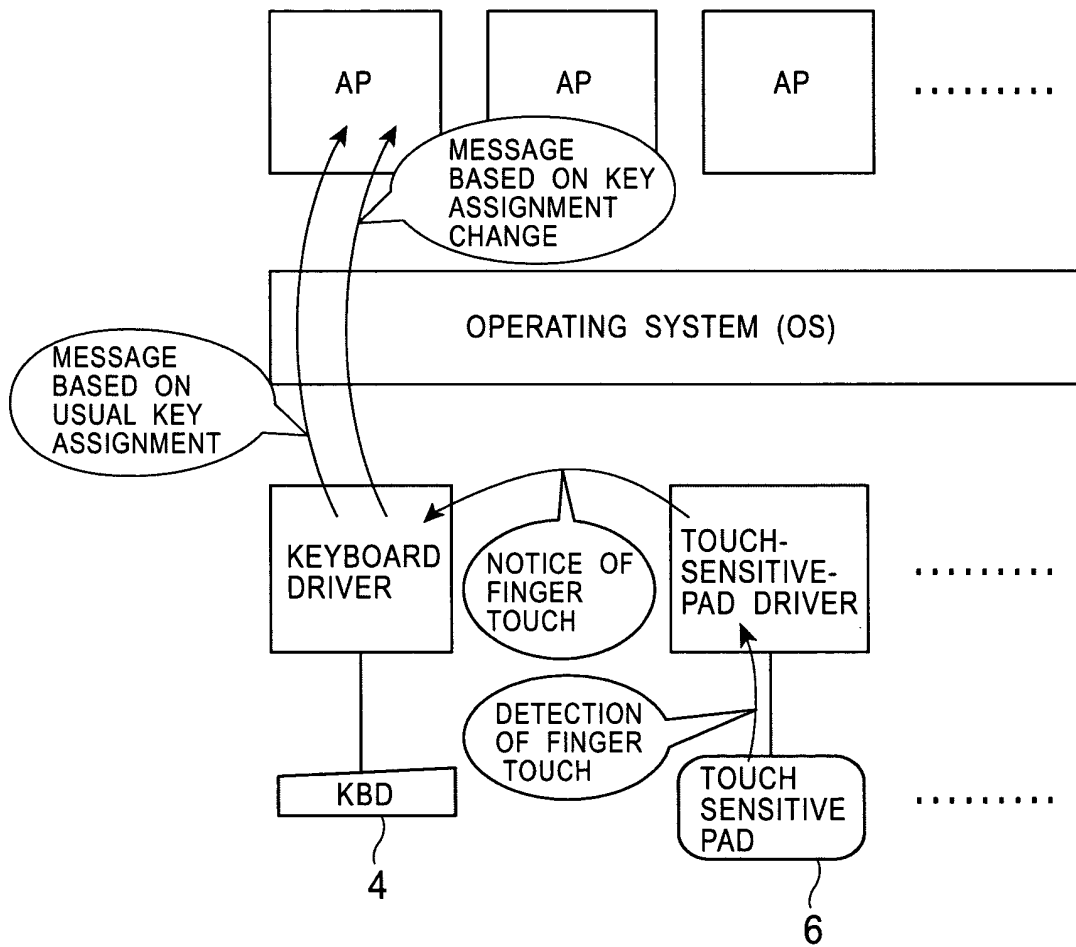 AP
AP
AP
.........
MESSAGE
BASED ON KEY
ASSIGNMENT
CHANGE
OPERATING SYSTEM (OS)
MESSAGE
BASED ON
USUAL KEY
ASSIGNMENT
KEYBOARD
DRIVER
NOTICE OF
FINGER
TOUCH
TOUCH-
SENSITIVE-
PAD DRIVER
.........
DETECTION
OF FINGER
TOUCH
KBD
TOUCH
SENSITIVE
PAD
.........
4
6